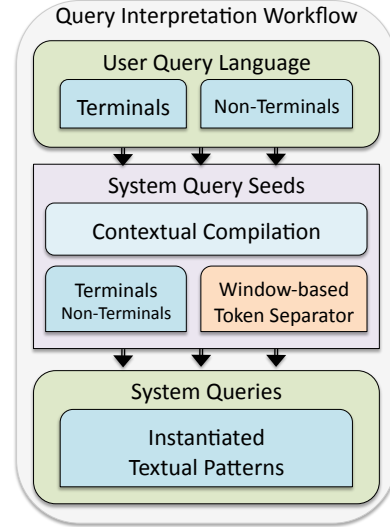 Query Interpretation Workflow
User Query Language
Terminals
Non-Terminals
System Query Seeds
Contextual Compilation
Terminals
Non-Terminals
Window-based
Token Separator
System Queries
Instantiated
Textual Patterns